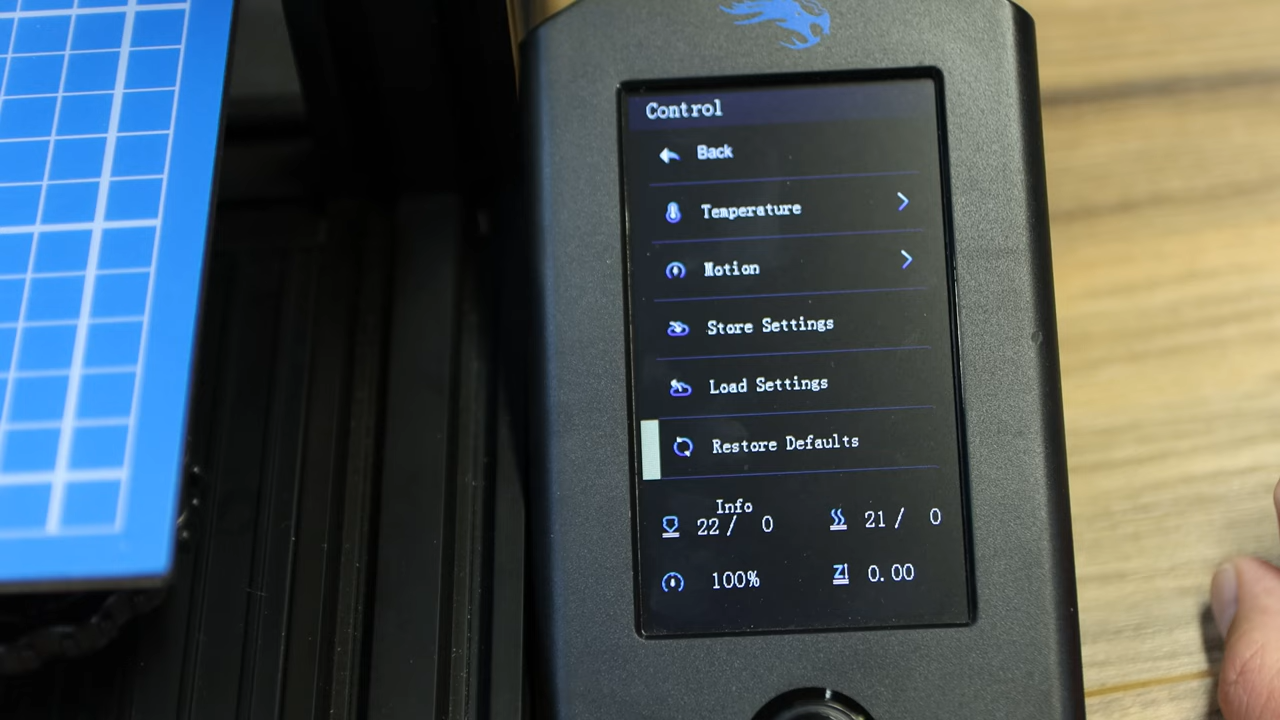 Control
Back
Temperature
Motion
Store Settings
Load Settings
Restore Defaults
Info
22 / 0 21 / 0
100% Z 0.00